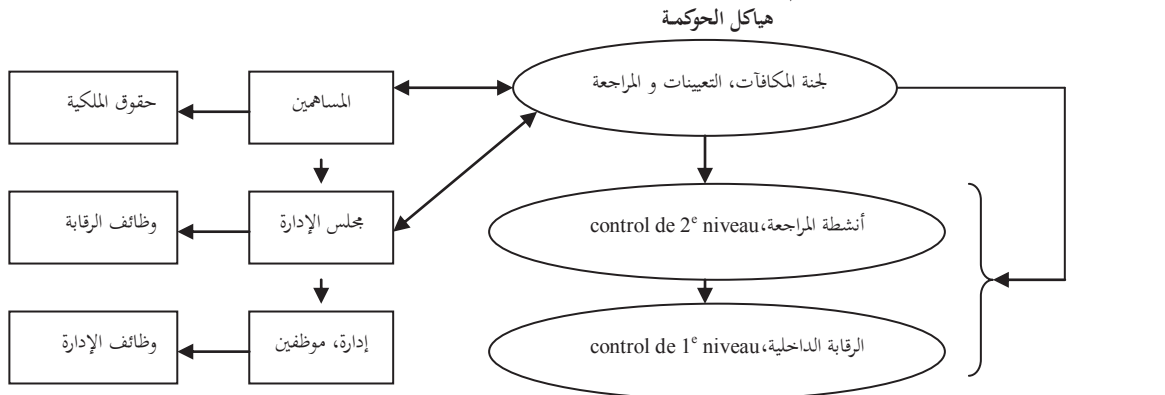 هياكل الحوكمـة
لجنة المكافآت، التعيينات و المراجعة
المساهمين
حقوق الملكية
أنشطة المراجعة، control de 2e niveau
مجلس الإدارة
وظائف الرقابة
الرقابة الداخلية، control de 1e niveau
إدارة، موظفين
وظائف الإدارة